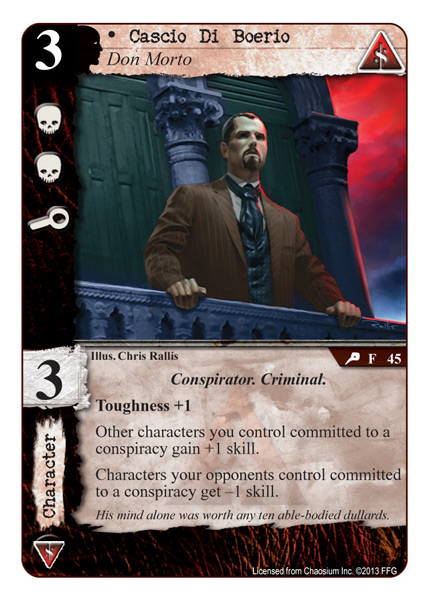 3
• Cascio Di Boerio
Don Morto
$
Rallis
Illus. Chris Rallis
F 45
3
Conspirator. Criminal.
Toughness +1
Other characters you control committed to a
conspiracy gain +1 skill.
Characters your opponents control committed
to a conspiracy get −1 skill.
His mind alone was worth any ten able-bodied dullards.
Character
$
Licensed from Chaosium Inc. ©2013 FFG